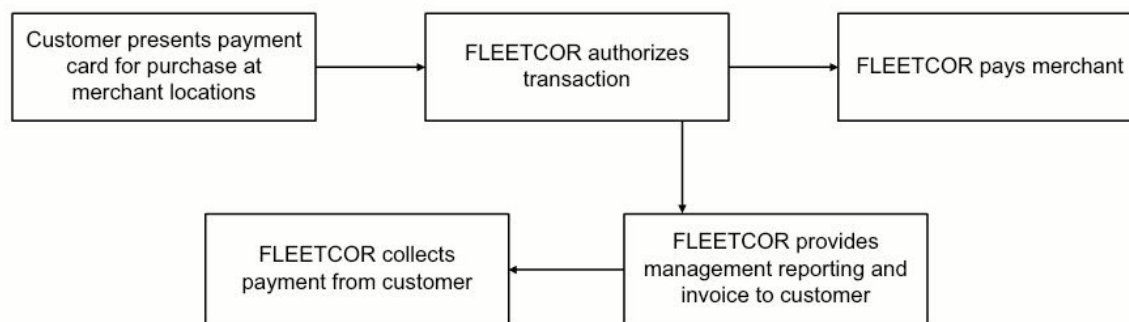 Customer presents payment
card for purchase at
merchant locations
FLEETCOR authorizes
transaction
FLEETCOR pays merchant
FLEETCOR collects
payment from customer
FLEETCOR provides
management reporting and
invoice to customer